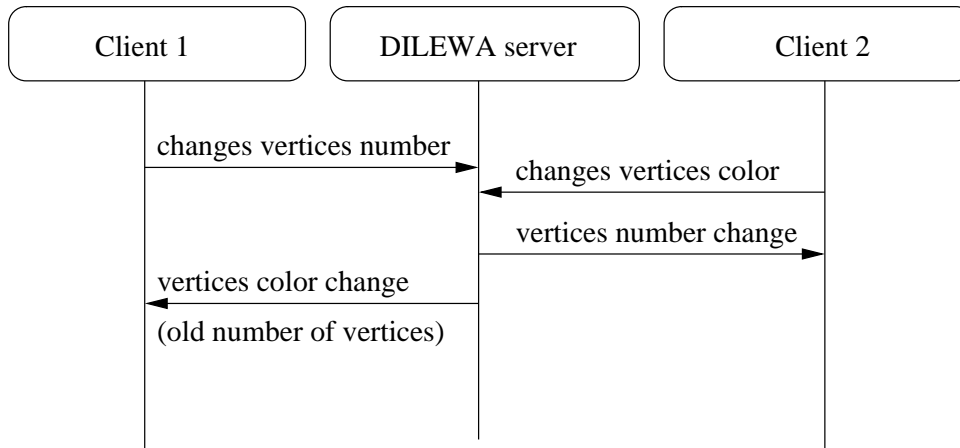 Client 1
DILEWA server
Client 2
changes vertices number
changes vertices color
vertices number change
vertices color change
(old number of vertices)